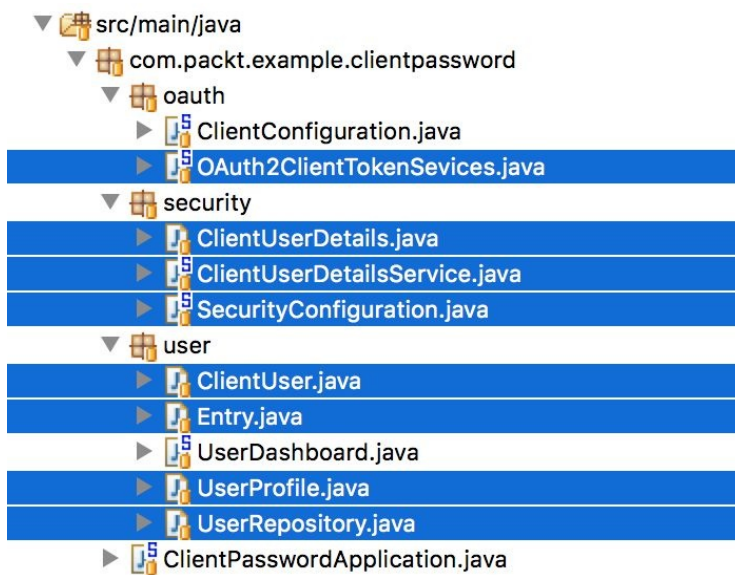 src/main/java
com.packt.example.clientpassword
oauth
ClientConfiguration.java
OAuth2ClientTokenSevices.java
security
ClientUserDetails.java
ClientUserDetailsService.java
SecurityConfiguration.java
user
ClientUser.java
Entry.java
UserDashboard.java
UserProfile.java
UserRepository.java
ClientPasswordApplication.java